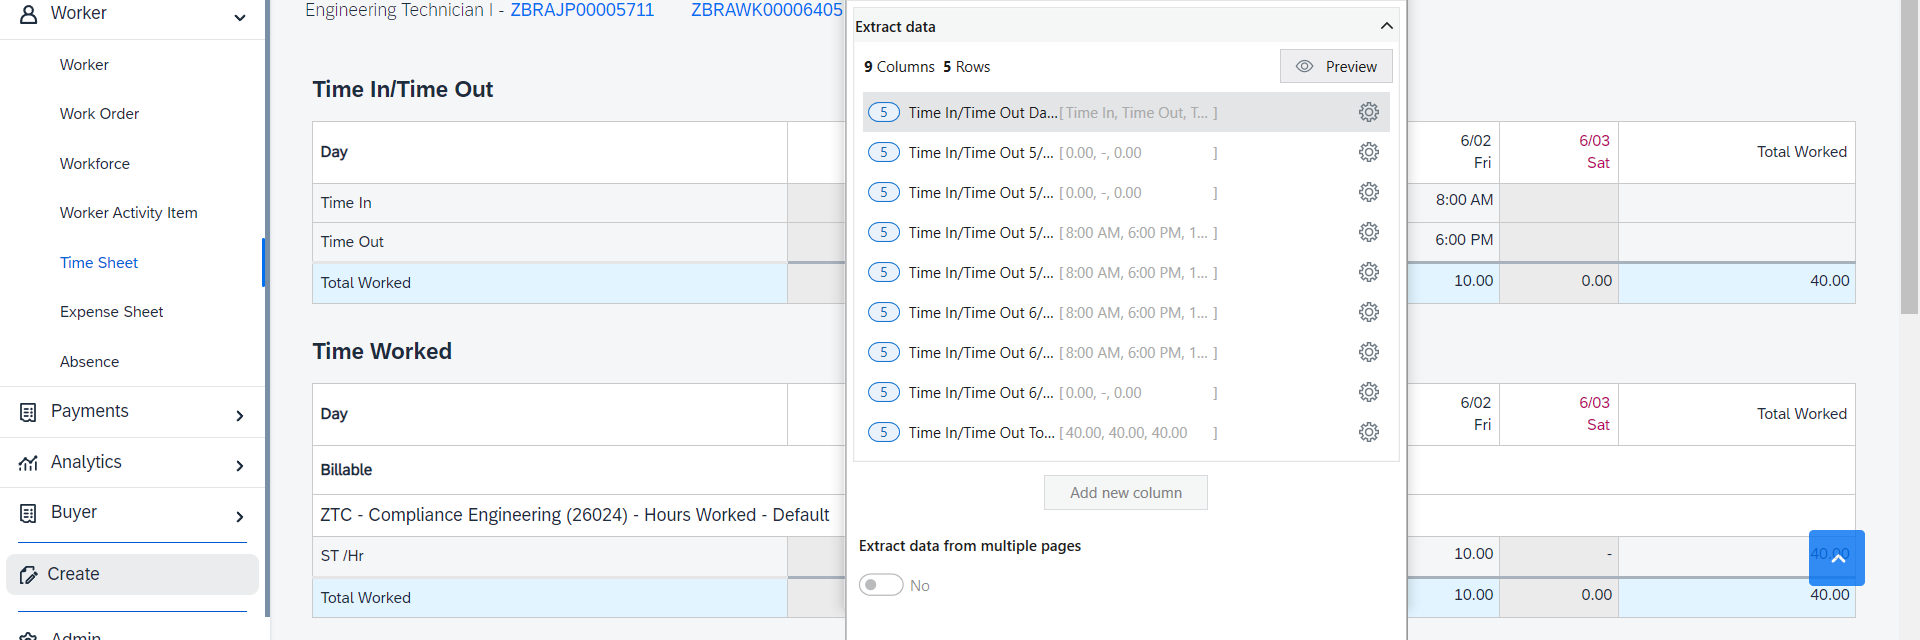 Worker
Worker
Work Order
Workforce
Worker Activity Item
Time Sheet
Expense Sheet
Absence
Payments
Analytics
Buyer
Create
Admin
Engineering Technician I - ZBRAJP00005711 ZBRAWK00006405
Time In/Time Out
Day
6/02 Fri
6/03 Sat
Total Worked
Time In 8:00 AM
Time Out 6:00 PM
Total Worked 10.00 0.00 40.00
Time Worked
Day
6/02 Fri
6/03 Sat
Total Worked
Billable
ZTC - Compliance Engineering (26024) - Hours Worked - Default
ST /Hr 10.00 - 40.00
Total Worked 10.00 0.00 40.00
Extract data
9 Columns 5 Rows Preview
5 Time In/Time Out Da... [ Time In, Time Out, T... ]
5 Time In/Time Out 5/... [ 0.00, -, 0.00 ]
5 Time In/Time Out 5/... [ 0.00, -, 0.00 ]
5 Time In/Time Out 5/... [ 8:00 AM, 6:00 PM, 1... ]
5 Time In/Time Out 5/... [ 8:00 AM, 6:00 PM, 1... ]
5 Time In/Time Out 6/... [ 8:00 AM, 6:00 PM, 1... ]
5 Time In/Time Out 6/... [ 8:00 AM, 6:00 PM, 1... ]
5 Time In/Time Out 6/... [ 0.00, -, 0.00 ]
5 Time In/Time Out To... [ 40.00, 40.00, 40.00 ]
Add new column
Extract data from multiple pages
No